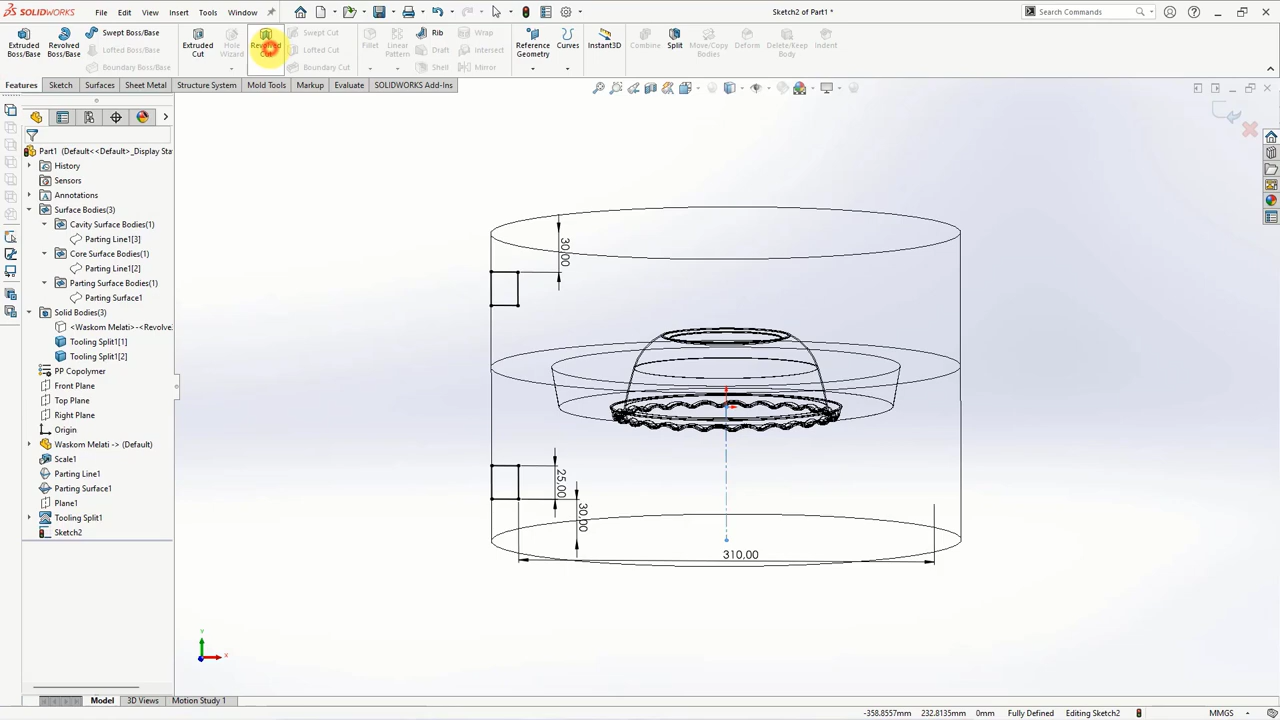 SOLIDWORKS File Edit View Insert Tools Window
Sketch2 of Part1 *
Search Commands
Extruded Boss/Base
Revolved Boss/Base
Swept Boss/Base
Lofted Boss/Base
Boundary Boss/Base
Extruded Cut
Hole Wizard
Revolved Cut
Swept Cut
Lofted Cut
Boundary Cut
Fillet
Linear Pattern
Rib
Draft
Shell
Wrap
Intersect
Mirror
Reference Geometry
Curves
Instant3D
Combine
Split
Move/Copy Bodies
Deform
Delete/Keep Body
Indent
Features Sketch Surfaces Sheet Metal Structure System Mold Tools Markup Evaluate SOLIDWORKS Add-Ins
Part1 (Default<<Default>_Display Sta
History
Sensors
Annotations
Surface Bodies(3)
Cavity Surface Bodies(1)
Parting Line1[3]
Core Surface Bodies(1)
Parting Line1[2]
Parting Surface Bodies(1)
Parting Surface1
Solid Bodies(3)
<Waskom Melati>-<Revolve.
Tooling Split1[1]
Tooling Split1[2]
PP Copolymer
Front Plane
Top Plane
Right Plane
Origin
Waskom Melati -> (Default)
Scale1
Parting Line1
Parting Surface1
Plane1
Tooling Split1
Sketch2
30,00
25,00
30,00
310,00
Y
X
Model 3D Views Motion Study 1
-358.8557mm 232.8135mm 0mm Fully Defined Editing Sketch2 MMGS